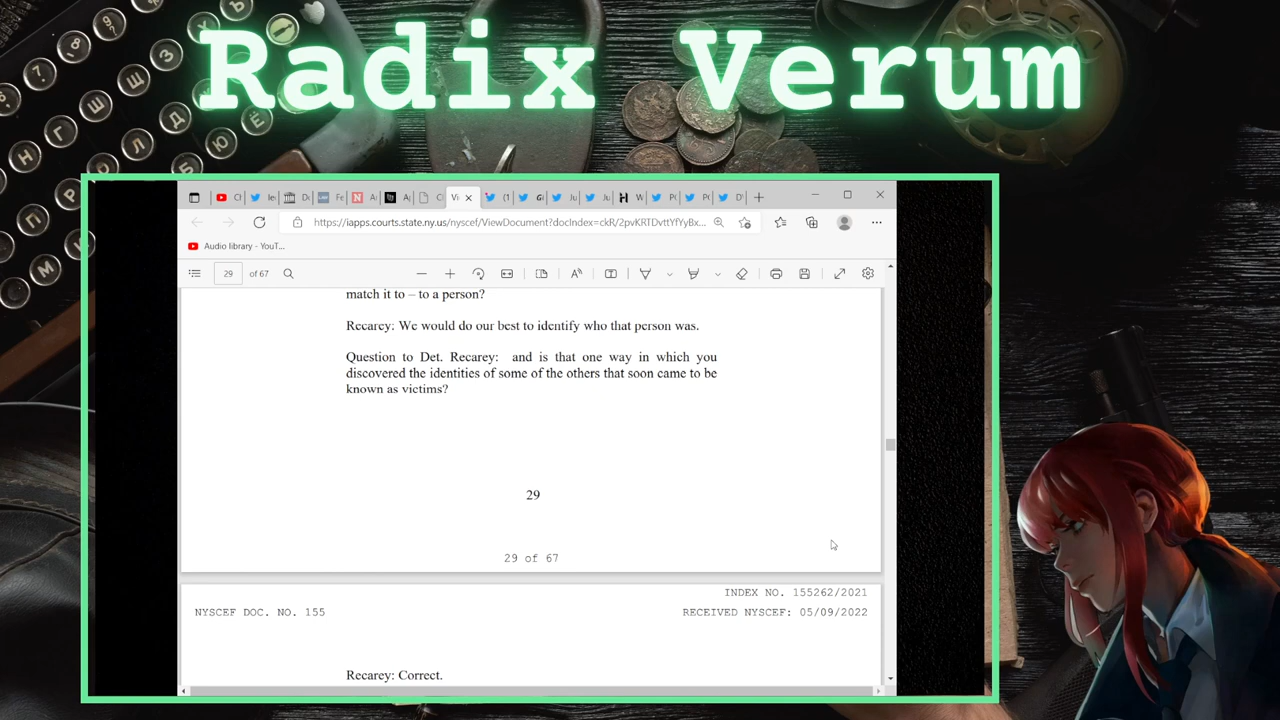 Radix Verum
https://iapps.courts.state.ny.us/nyscef/ViewDocument?docIndex=ckR/2pvKRTDvttYfYyBx...
Audio library - YouT...
29 of 67
match it to – to a person?
Recarey: We would do our best to identify who that person was.
Question to Det. Recarey: and is that one way in which you
discovered the identities of some of the others that soon came to be
known as victims?
29
29 of 67
INDEX NO. 155262/2021
NYSCEF DOC. NO. 155 RECEIVED NYSCEF: 05/09/2022
Recarey: Correct.